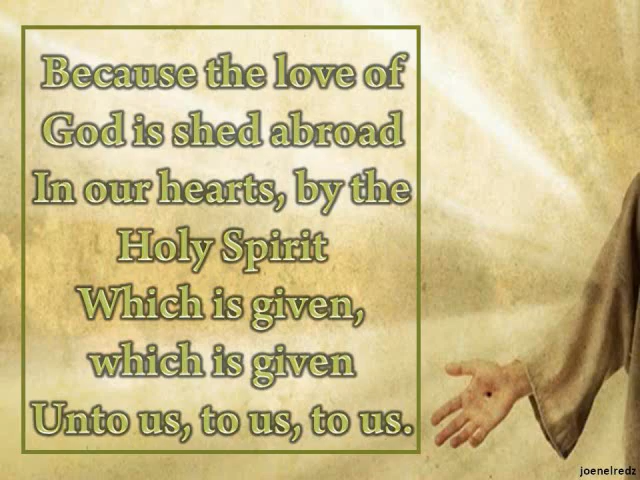 Because the love of
God is shed abroad
In our hearts, by the
Holy Spirit
Which is given,
which is given
Unto us, to us, to us.
joenelredz